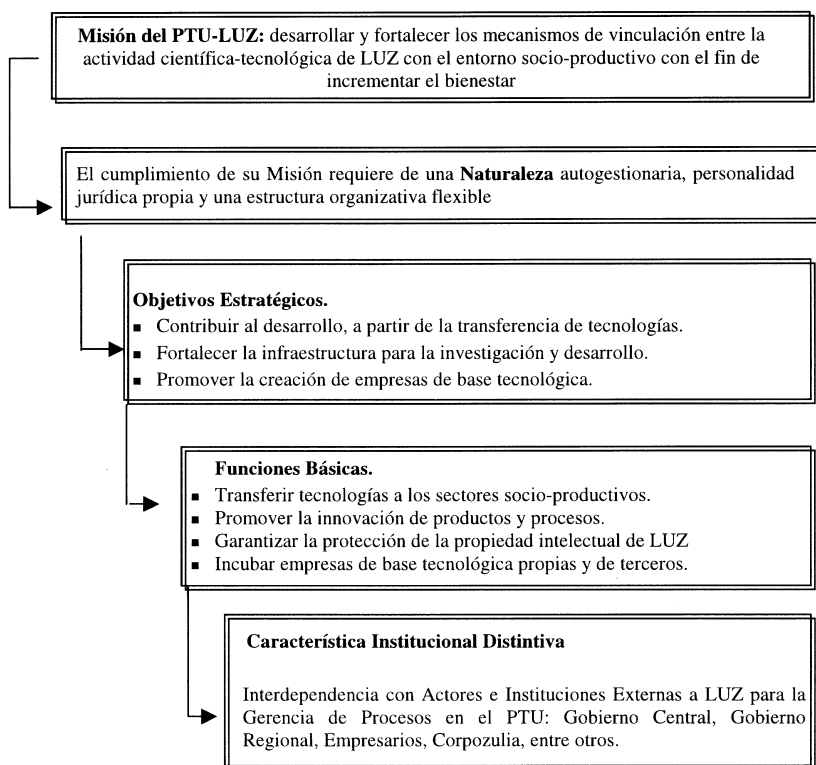 Misión del PTU-LUZ: desarrollar y fortalecer los mecanismos de vinculación entre la
actividad científica-tecnológica de LUZ con el entorno socio-productivo con el fin de
incrementar el bienestar
El cumplimiento de su Misión requiere de una Naturaleza autogestionaria, personalidad
jurídica propia y una estructura organizativa flexible
Objetivos Estratégicos.
▪ Contribuir al desarrollo, a partir de la transferencia de tecnologías.
▪ Fortalecer la infraestructura para la investigación y desarrollo.
▪ Promover la creación de empresas de base tecnológica.
Funciones Básicas.
▪ Transferir tecnologías a los sectores socio-productivos.
▪ Promover la innovación de productos y procesos.
▪ Garantizar la protección de la propiedad intelectual de LUZ
▪ Incubar empresas de base tecnológica propias y de terceros.
Característica Institucional Distintiva
Interdependencia con Actores e Instituciones Externas a LUZ para la
Gerencia de Procesos en el PTU: Gobierno Central, Gobierno
Regional, Empresarios, Corpozulia, entre otros.